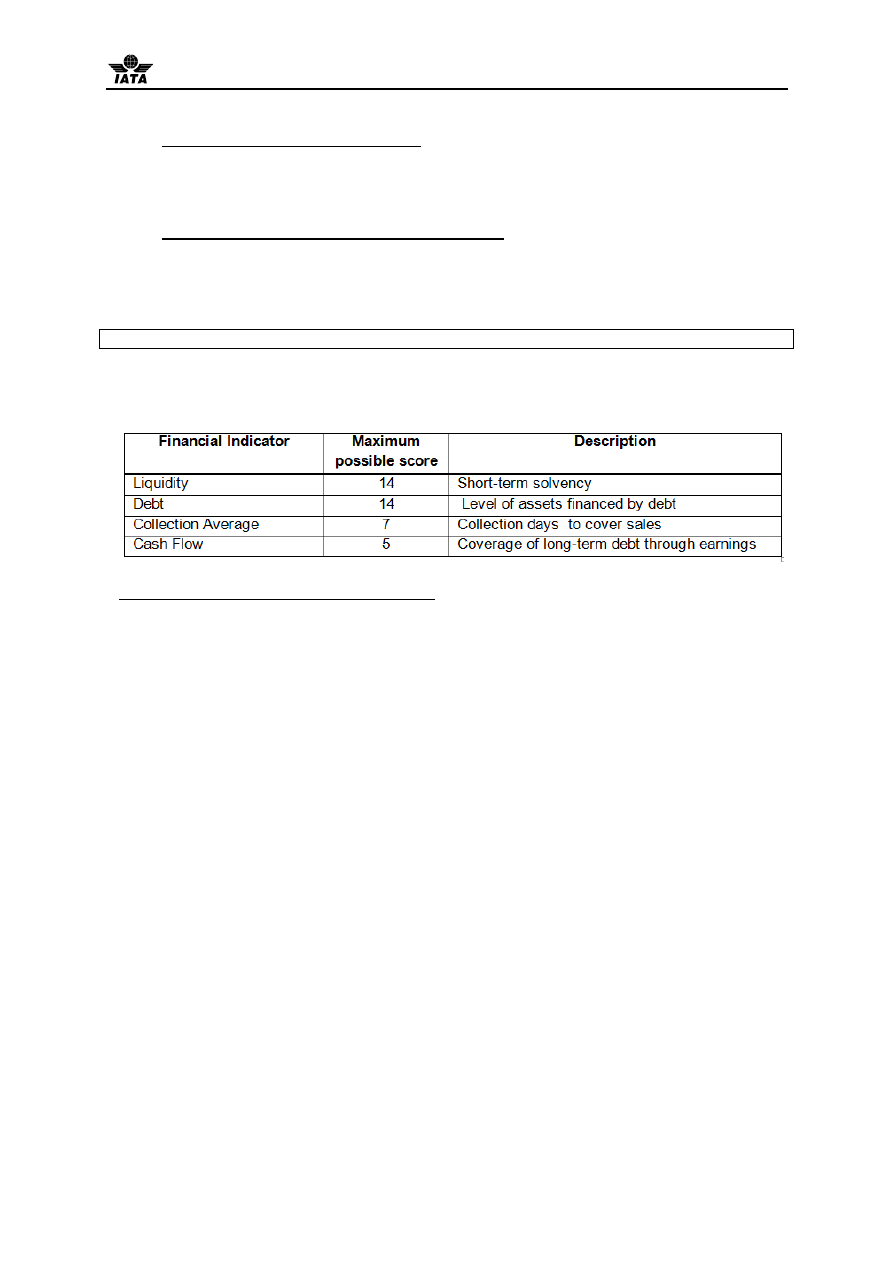 IATA
Financial Indicator Maximum possible score Description
Liquidity 14 Short-term solvency
Debt 14 Level of assets financed by debt
Collection Average 7 Collection days to cover sales
Cash Flow 5 Coverage of long-term debt through earnings